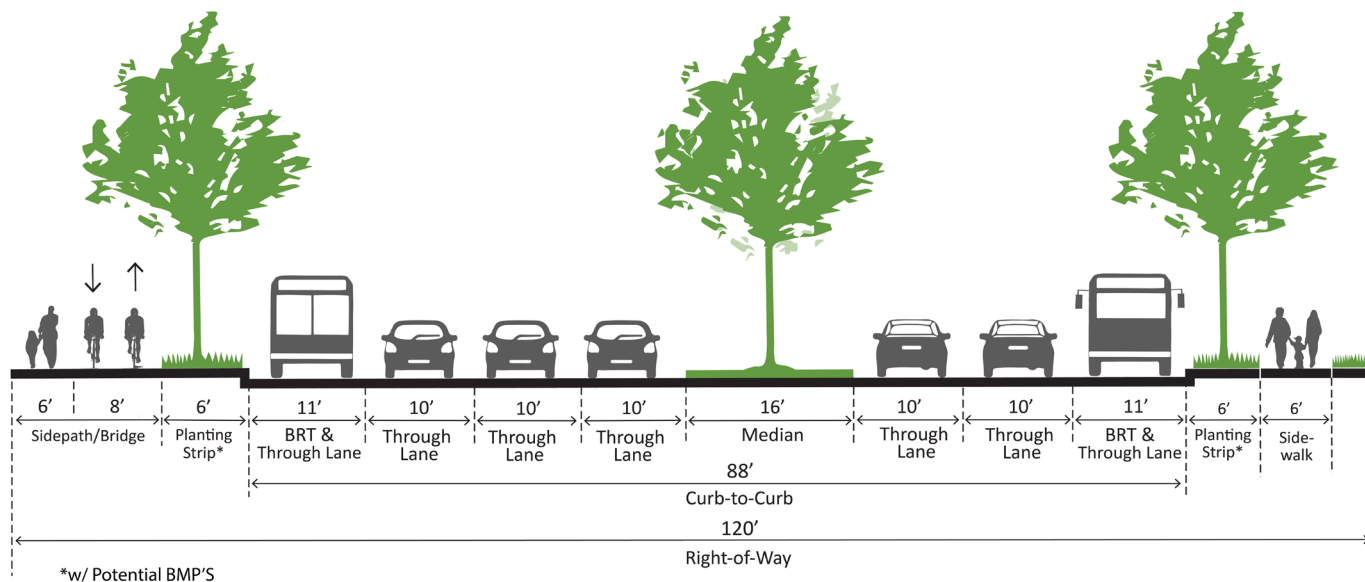 6’ 8’ 6’ 11’ 10’ 10’ 10’ 16’ 10’ 10’ 11’ 6’ 6’
Sidepath/Bridge
Planting
Strip*
BRT &
Through Lane
Through
Lane
Through
Lane
Through
Lane
Median
Through
Lane
Through
Lane
BRT &
Through Lane
Planting
Strip*
Side-
walk
88’
Curb-to-Curb
120’
Right-of-Way
*w/ Potential BMP’S